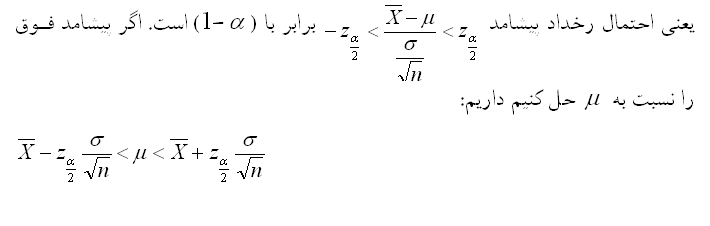 یعنی احتمال رخداد پیشامد $-z_{\frac{\alpha}{2}} < \frac{\overline{X}-\mu}{\frac{\sigma}{\sqrt{n}}} < z_{\frac{\alpha}{2}}$ برابر با $(1-\alpha)$ است. اگر پیشامد فوق
را نسبت به $\mu$ حل کنیم داریم:
$\overline{X} - z_{\frac{\alpha}{2}} \frac{\sigma}{\sqrt{n}} < \mu < \overline{X} + z_{\frac{\alpha}{2}} \frac{\sigma}{\sqrt{n}}$